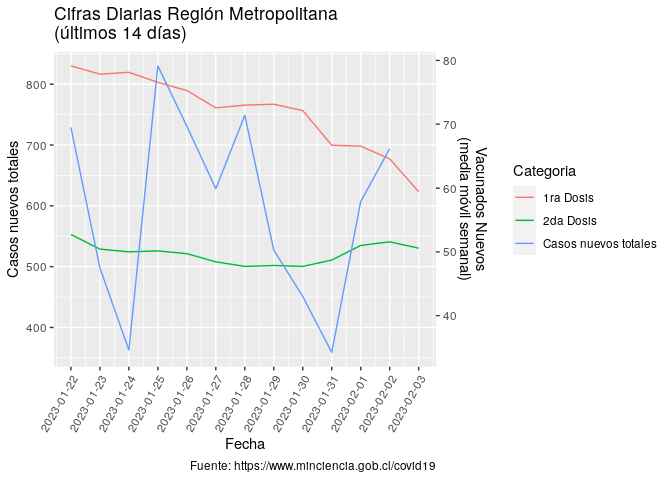 Cifras Diarias Región Metropolitana
(últimos 14 días)
Casos nuevos totales
800
700
600
500
400
80
70
60
50
40
Vacunados Nuevos
(media móvil semanal)
2023-01-22
2023-01-23
2023-01-24
2023-01-25
2023-01-26
2023-01-27
2023-01-28
2023-01-29
2023-01-30
2023-01-31
2023-02-01
2023-02-02
2023-02-03
Fecha
Categoria
1ra Dosis
2da Dosis
Casos nuevos totales
Fuente: https://www.minciencia.gob.cl/covid19